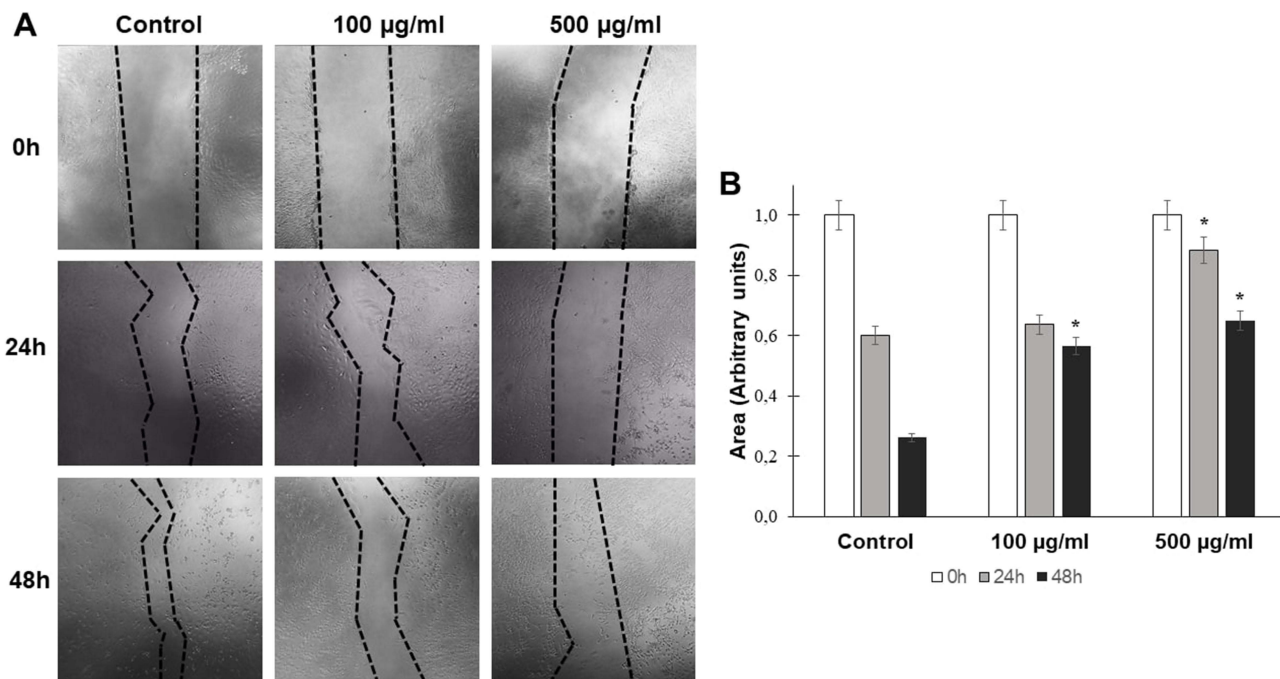 A
Control 100 µg/ml 500 µg/ml
0h
24h
48h
B
Area (Arbitrary units)
1,0
0,8
0,6
0,4
0,2
0,0
* * * 
Control 100 µg/ml 500 µg/ml
0h 24h 48h